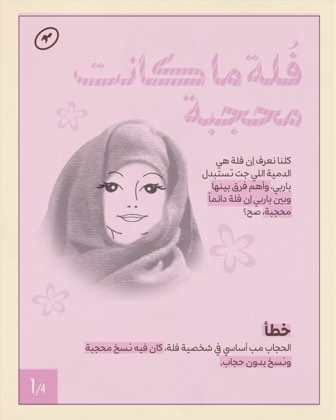 فُلة ما كانت
محجبة
كلنا نعرف إن فلة هي
الدمية اللي جت تستبدل
باربي، وأهم فرق بينها
وبين باربي إن فلة دائماً
محجبة، صح؟
خطأ
الحجاب مب أساسي في شخصية فلة، كان فيه نسخ محجبة
ونسخ بدون حجاب.
1/4